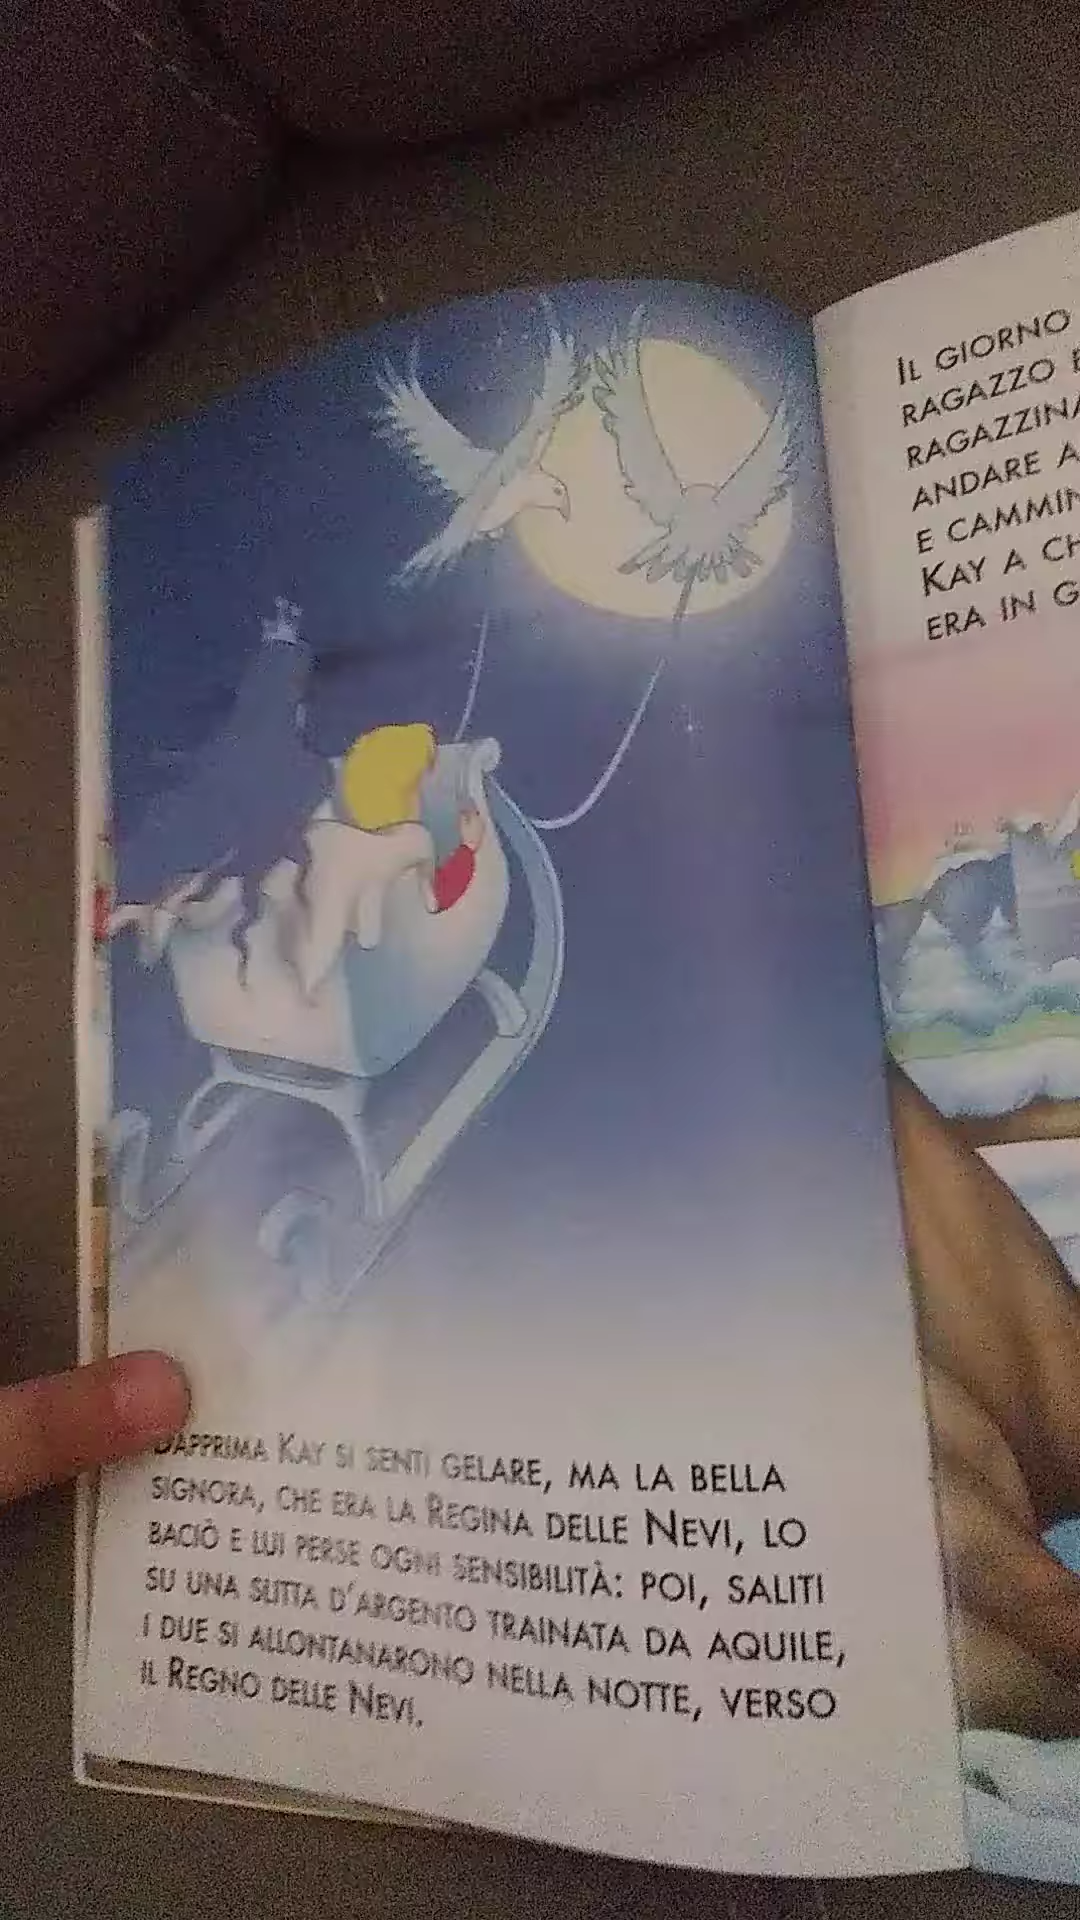 DAPPRIMA KAY SI SENTÌ GELARE, MA LA BELLA
SIGNORA, CHE ERA LA REGINA DELLE NEVI, LO
BACIÒ E LUI PERSE OGNI SENSIBILITÀ: POI, SALITI
SU UNA SLITTA D'ARGENTO TRAINATA DA AQUILE,
I DUE SI ALLONTANARONO NELLA NOTTE, VERSO
IL REGNO DELLE NEVI.
IL GIORNO
RAGAZZO
RAGAZZINA
ANDARE A
E CAMMIN
KAY A CH
ERA IN G